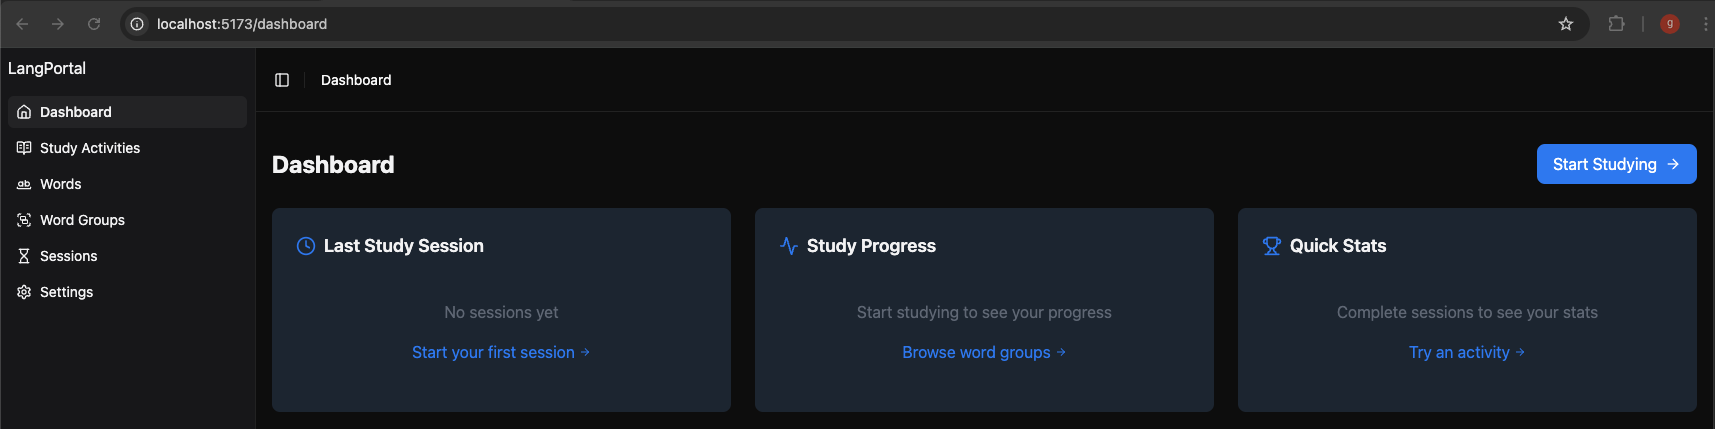 localhost:5173/dashboard
g
LangPortal
Dashboard
Study Activities
Words
Word Groups
Sessions
Settings
Dashboard
Dashboard
Start Studying →
Last Study Session
No sessions yet
Start your first session →
Study Progress
Start studying to see your progress
Browse word groups →
Quick Stats
Complete sessions to see your stats
Try an activity →